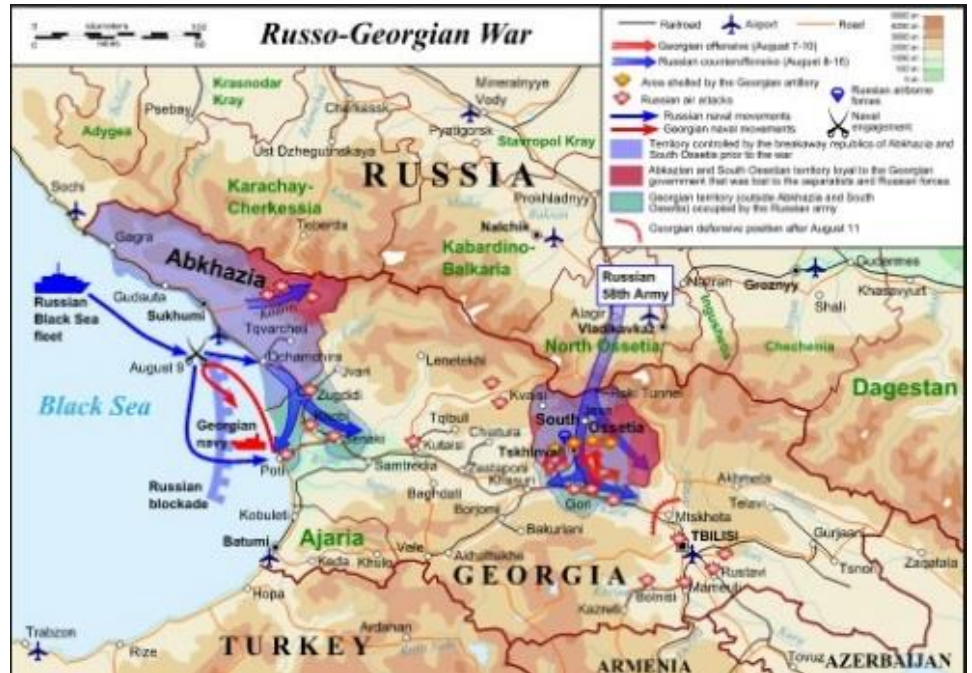 Russo-Georgian War
Railroad
Airport
Road
Georgian offensive (August 7-10)
Russian counteroffensive (August 8-16)
Area shelled by the Georgian artillery
Russian air attacks
Russian airborne
forces
Russian naval movements
Georgian naval movements
Naval
engagement
Territory controlled by the breakaway republics of Abkhazia and
South Ossetia prior to the war
Abkhazian and South Ossetian territory loyal to the Georgian
government that was lost to the separatists and Russian forces
Georgian territory (outside Abkhazia and South
Ossetia) occupied by the Russian army
Georgian defensive position after August 11
Krasnodar
Kray
Psebay
Cherkessk
Mineralnyye
Vody
Adygea
Pyatigorsk
Stavropol Kray
Ust Dzhegutinskaya
RUSSIA
Sochi
Karachay-
Cherkessia
Teberda
Prokhladnyy
Nalchik
Kabardino-
Balkaria
Gagra
Abkhazia
Russian
58th Army
Nazran
Groznyy
Gudermes
Khasavyurt
Shali
Russian
Black Sea
fleet
Gudauta
Sukhumi
Tqvarcheli
Alagir
Vladikavkaz
North Ossetia
Ingushetia
Chechenia
Dagestan
August 9
Ochamchira
Jvari
Lentekhi
Black Sea
Zugdidi
Kvaisi
Roki Tunnel
South
Ossetia
Java
Georgian
navy
Senaki
Tqibuli
Chiatura
Kutaisi
Tskhinvali
Poti
Samtredia
Zestaponi
Khashuri
Gori
Akhmeta
Russian
blockade
Baghdati
Borjomi
Mtskheta
Telavi
Kobuleti
Bakuriani
TBILISI
Gurjaani
Batumi
Ajaria
Keda
Khulo
Vale
Akhaltsikhe
GEORGIA
Rustavi
Tsnori
Zaqatala
Hopa
Bolnisi
Marneuli
Kazreti
Trabzon
Rize
Ardahan
TURKEY
ARMENIA
Tovuz
AZERBAIJAN